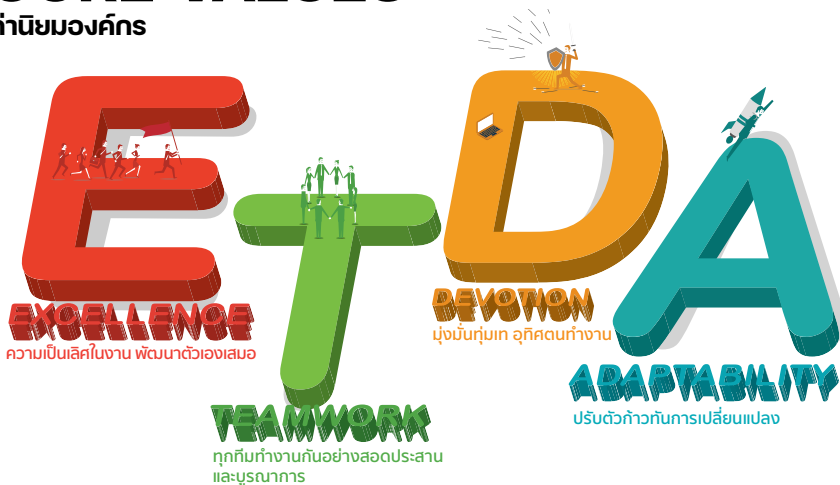 CORE VALUES
ค่านิยมองค์กร
E
EXCELLENCE
ความเป็นเลิศในงาน พัฒนาตัวเองเสมอ
T
TEAMWORK
ทุกทีมทำงานกันอย่างสอดประสาน
และบูรณาการ
D
DEVOTION
มุ่งมั่นทุ่มเท อุทิศตนทำงาน
A
ADAPTABILITY
ปรับตัวก้าวทันการเปลี่ยนแปลง